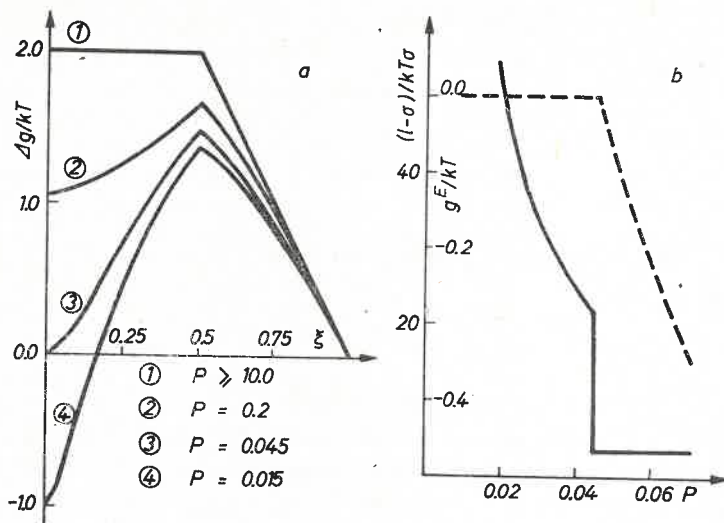 a
Δg/kT
2.0
1.0
0.0
-1.0
①
②
③
④
0.25
0.5
0.75
ξ
① P ⩾ 10.0
② P = 0.2
③ P = 0.045
④ P = 0.015
b
(l-σ)/kTσ
g^E/kT
0.0
40
-0.2
20
-0.4
0.02
0.04
0.06
P